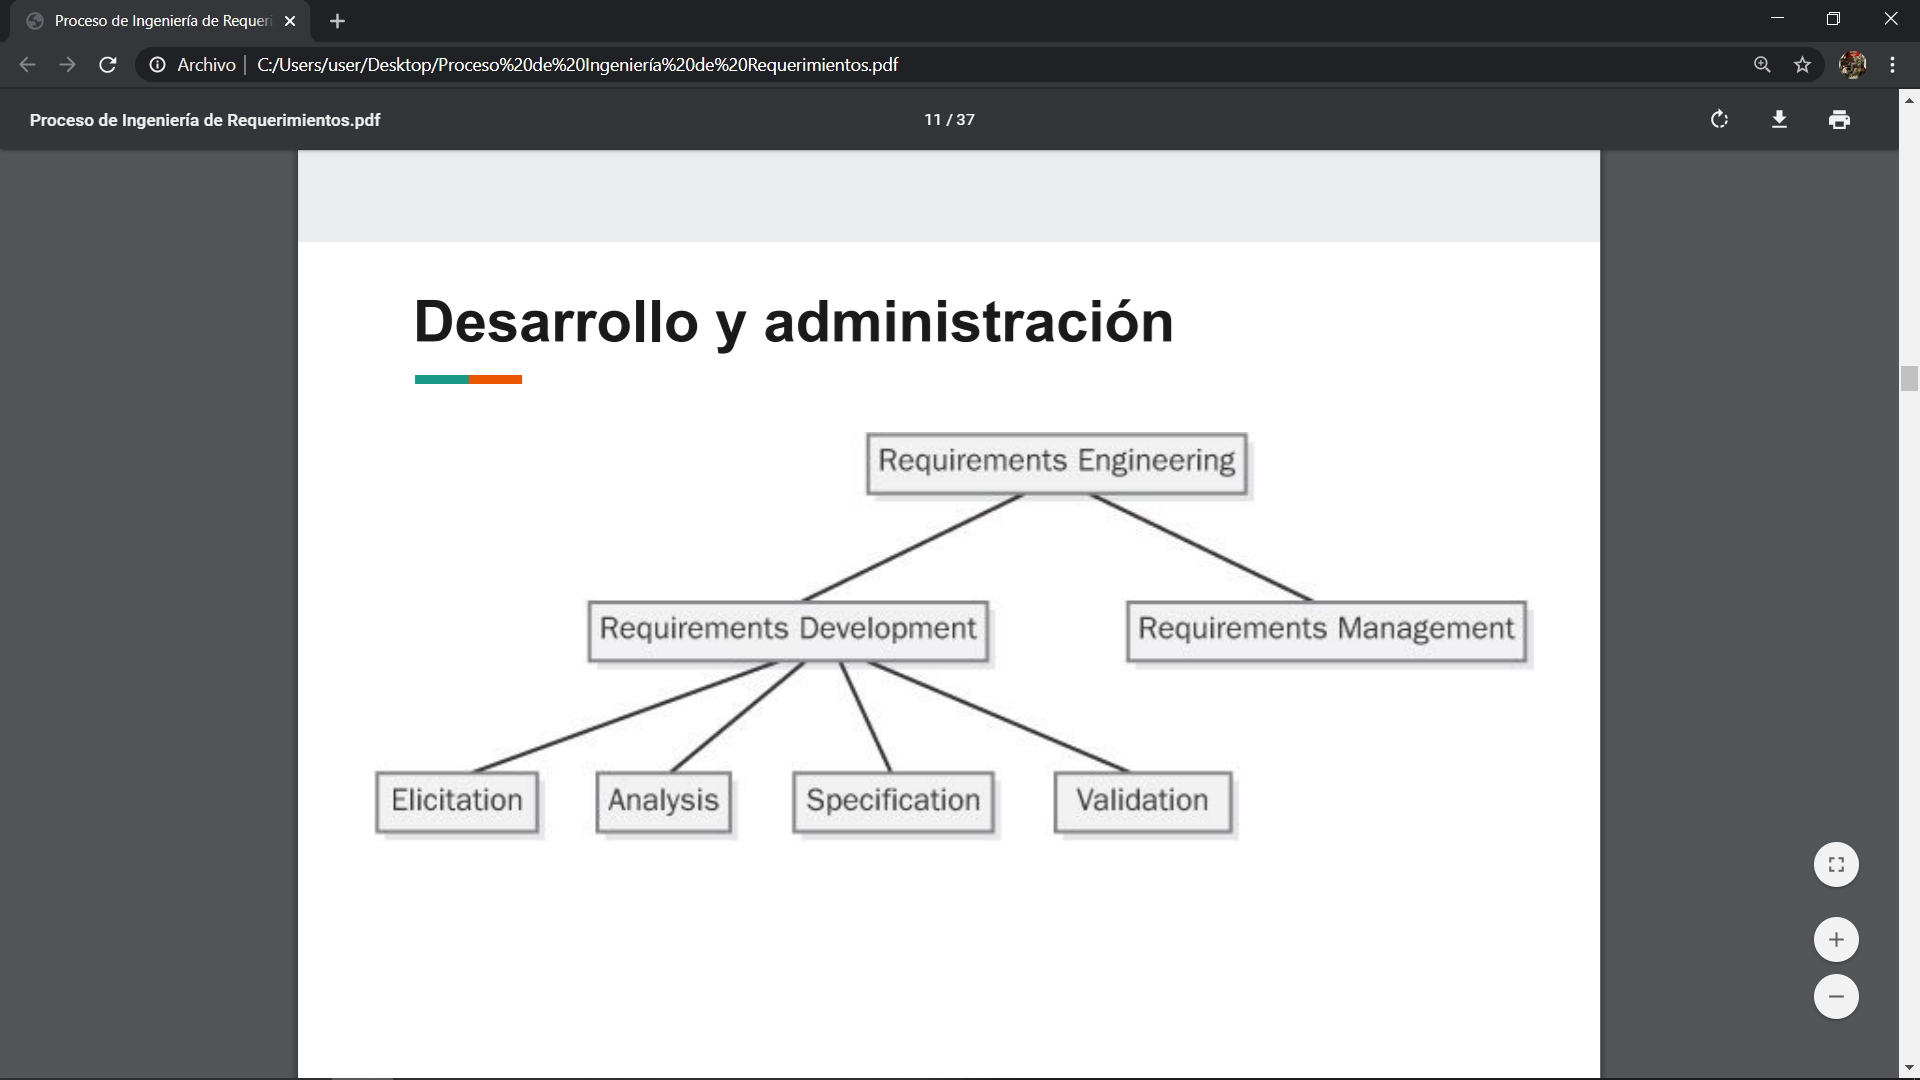 Proceso de Ingeniería de Requeri
Archivo
C:/Users/user/Desktop/Proceso%20de%20Ingeniería%20de%20Requerimientos.pdf
Proceso de Ingeniería de Requerimientos.pdf
11 / 37
Desarrollo y administración
Requirements Engineering
Requirements Development
Requirements Management
Elicitation
Analysis
Specification
Validation